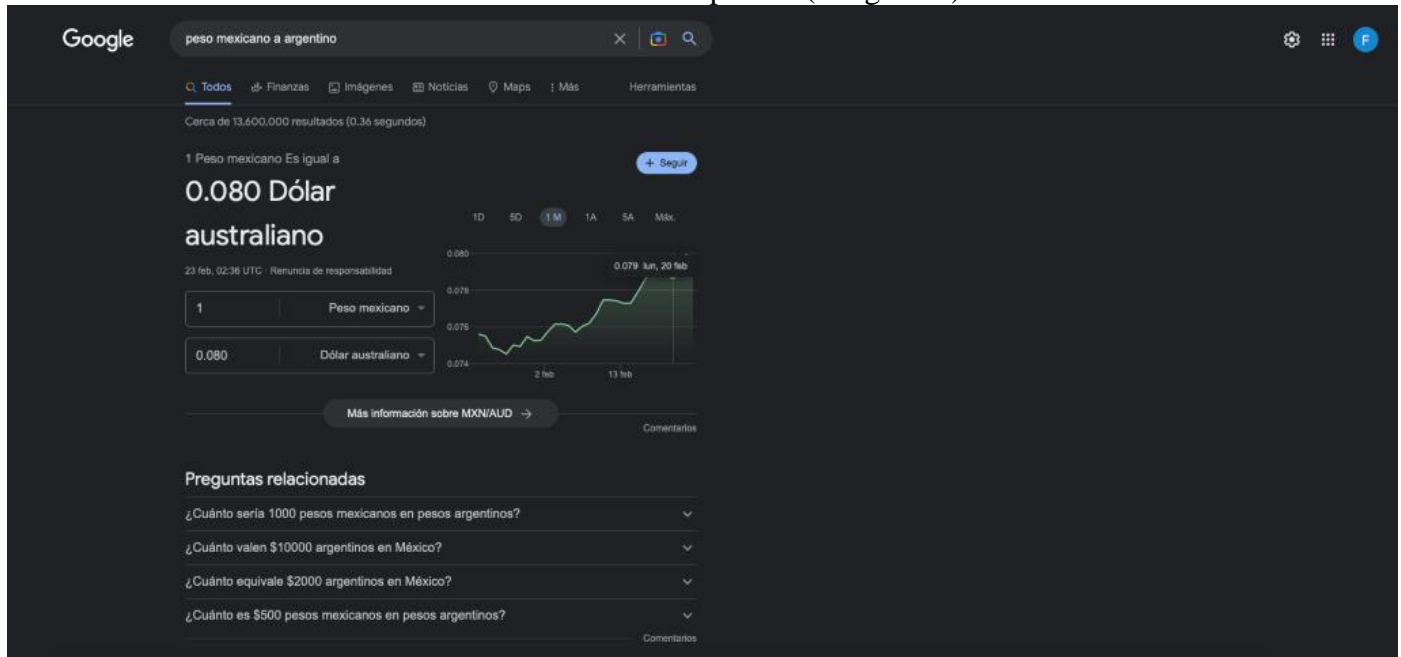 Google
peso mexicano a argentino
F
Todos Finanzas Imágenes Noticias Maps Más Herramientas
Cerca de 13,600,000 resultados (0.36 segundos)
1 Peso mexicano Es igual a
+ Seguir
0.080 Dólar
australiano
23 feb, 02:36 UTC · Renuncia de responsabilidad
1 Peso mexicano
0.080 Dólar australiano
1D 5D 1 M 1A 5A Máx.
0.080
0.079 lun, 20 feb
0.078
0.076
0.074
2 feb 13 feb
Más información sobre MXN/AUD →
Comentarios
Preguntas relacionadas
¿Cuánto sería 1000 pesos mexicanos en pesos argentinos?
¿Cuánto valen $10000 argentinos en México?
¿Cuánto equivale $2000 argentinos en México?
¿Cuánto es $500 pesos mexicanos en pesos argentinos?
Comentarios